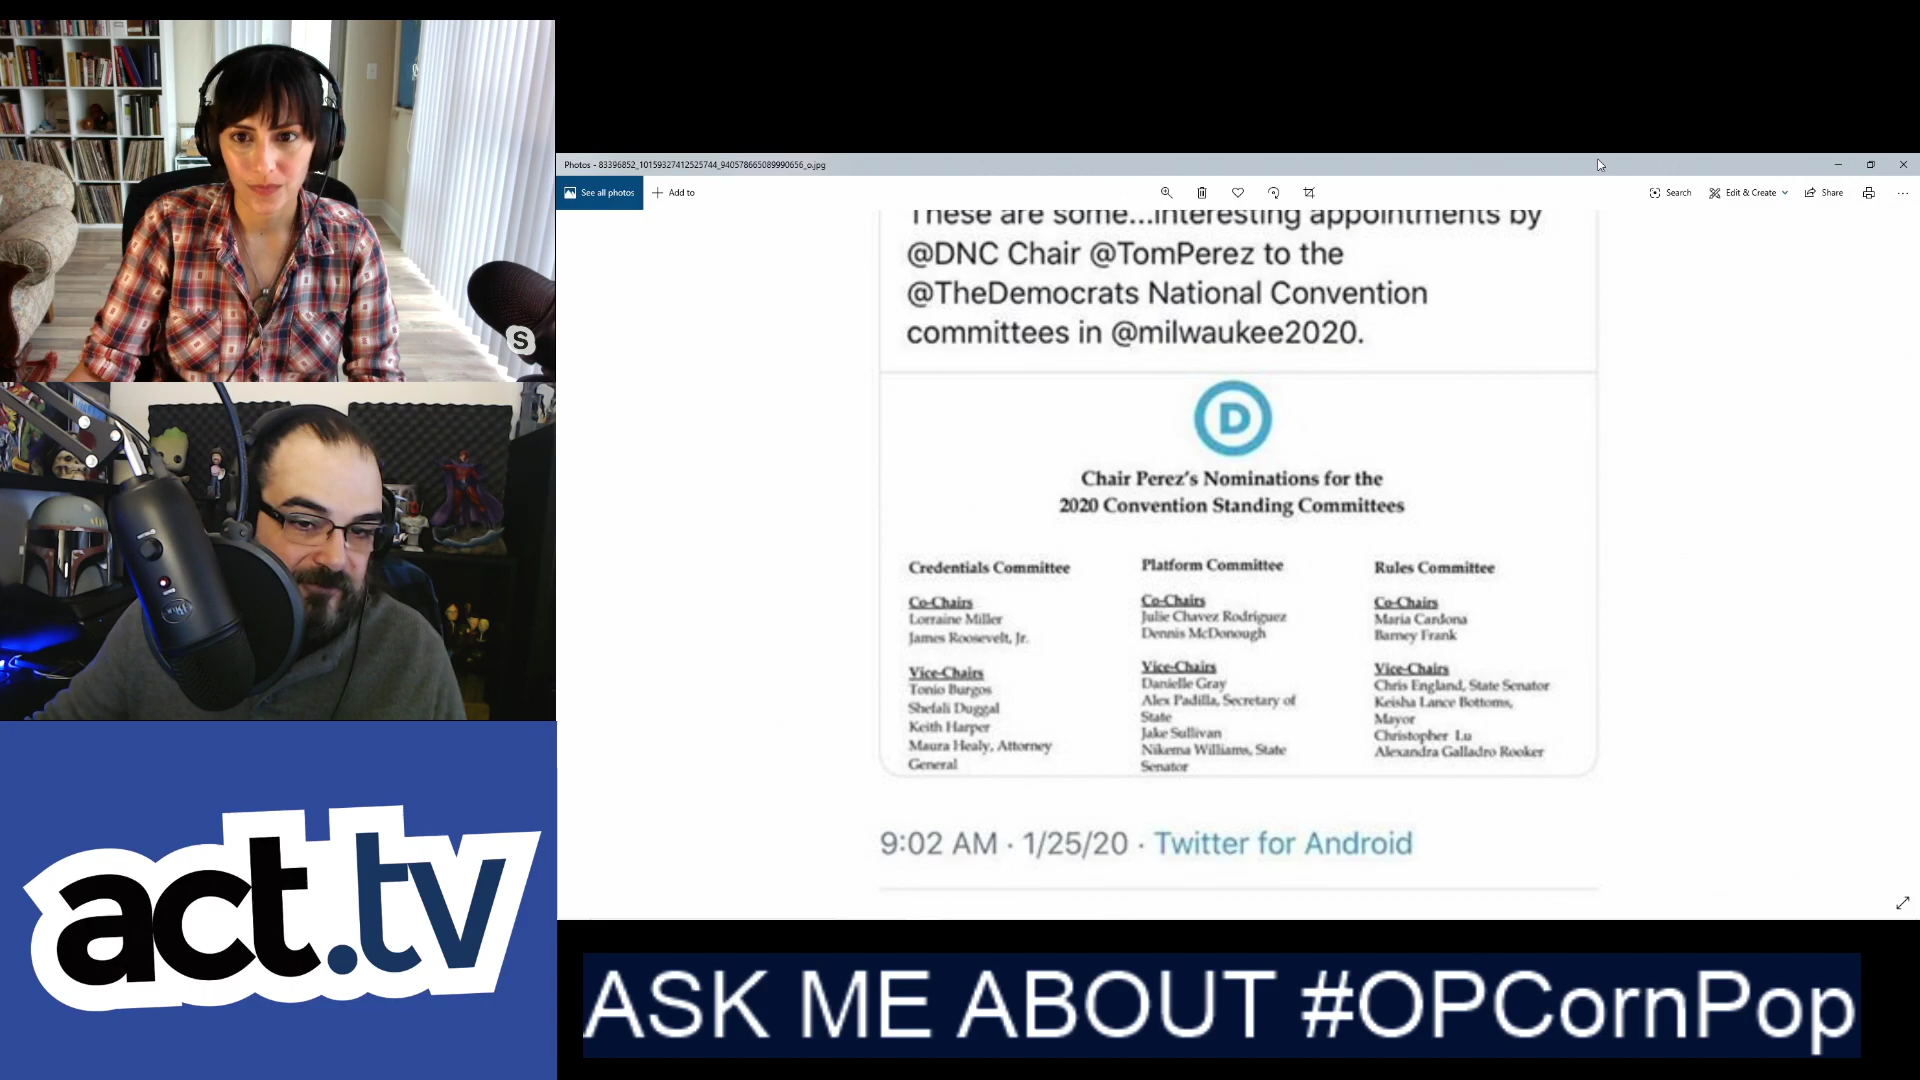 Photos - 83396852_10159327412525744_940578665089990656_o.jpg
See all photos
Add to
Search
Edit & Create
Share
These are some...interesting appointments by
@DNC Chair @TomPerez to the
@TheDemocrats National Convention
committees in @milwaukee2020.
D
Chair Perez's Nominations for the
2020 Convention Standing Committees
Credentials Committee
Co-Chairs
Lorraine Miller
James Roosevelt, Jr.
Vice-Chairs
Tonio Burgos
Shefali Duggal
Keith Harper
Maura Healy, Attorney
General
Platform Committee
Co-Chairs
Julie Chavez Rodriguez
Dennis McDonough
Vice-Chairs
Danielle Gray
Alex Padilla, Secretary of
State
Jake Sullivan
Nikema Williams, State
Senator
Rules Committee
Co-Chairs
Maria Cardona
Barney Frank
Vice-Chairs
Chris England, State Senator
Keisha Lance Bottoms,
Mayor
Christopher Lu
Alexandra Galladro Rooker
9:02 AM · 1/25/20 · Twitter for Android
S
act.tv
ASK ME ABOUT #OPCornPop